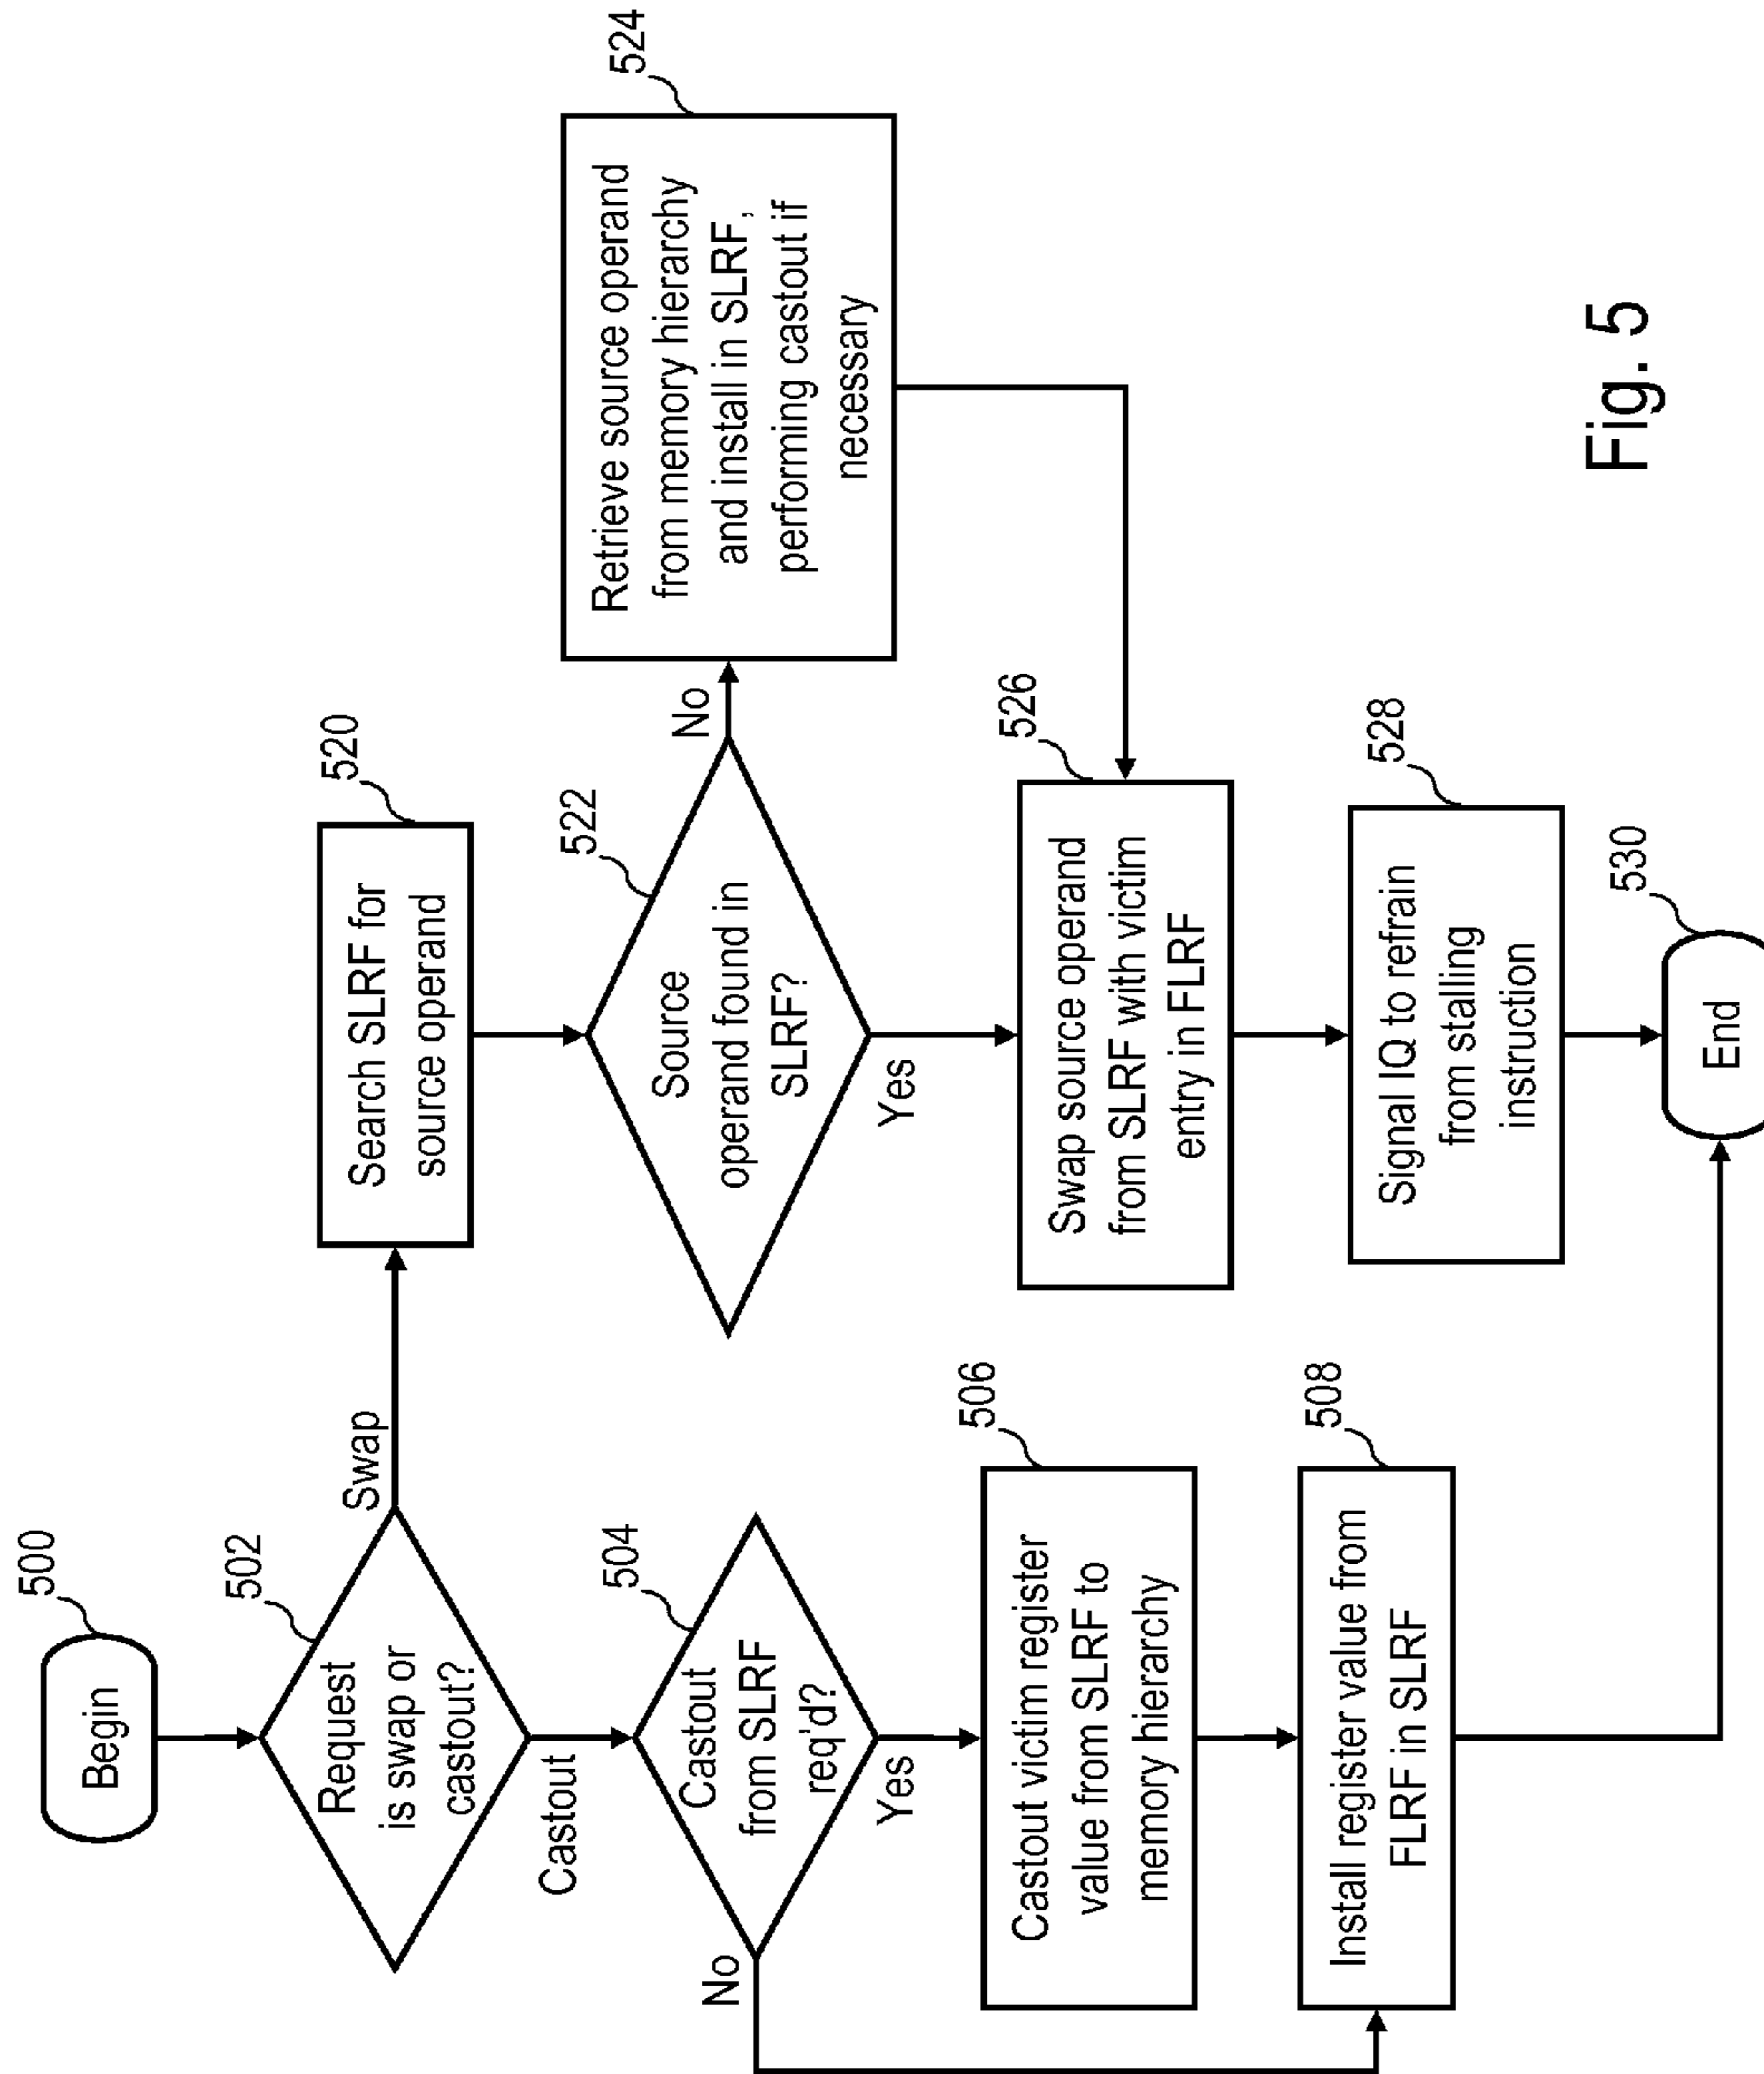 500
Begin
502
Request
is swap or
castout?
Swap
Castout
504
Castout
from SLRF
req'd?
No
Yes
506
Castout victim register
value from SLRF to
memory hierarchy
508
Install register value from
FLRF in SLRF
520
Search SLRF for
source operand
522
Source
operand found in
SLRF?
No
Yes
524
Retrieve source operand
from memory hierarchy
and install in SLRF,
performing castout if
necessary
526
Swap source operand
from SLRF with victim
entry in FLRF
528
Signal IQ to refrain
from stalling
instruction
530
End
Fig. 5